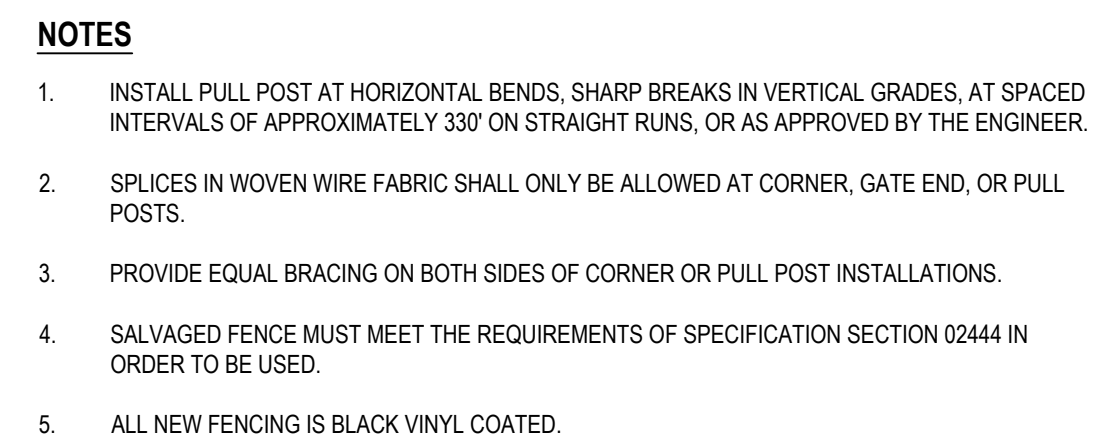 NOTES
1. INSTALL PULL POST AT HORIZONTAL BENDS, SHARP BREAKS IN VERTICAL GRADES, AT SPACED
INTERVALS OF APPROXIMATELY 330' ON STRAIGHT RUNS, OR AS APPROVED BY THE ENGINEER.
2. SPLICES IN WOVEN WIRE FABRIC SHALL ONLY BE ALLOWED AT CORNER, GATE END, OR PULL
POSTS.
3. PROVIDE EQUAL BRACING ON BOTH SIDES OF CORNER OR PULL POST INSTALLATIONS.
4. SALVAGED FENCE MUST MEET THE REQUIREMENTS OF SPECIFICATION SECTION 02444 IN
ORDER TO BE USED.
5. ALL NEW FENCING IS BLACK VINYL COATED.